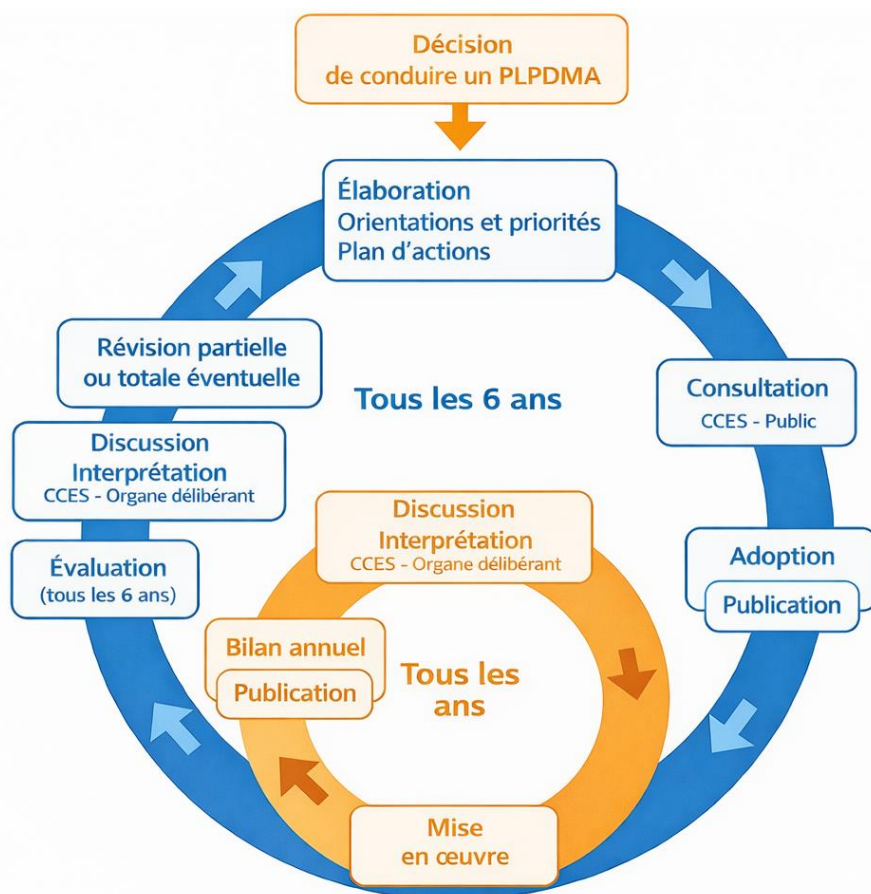 Décision
de conduire un PLPDMA
Élaboration
Orientations et priorités
Plan d'actions
Révision partielle
ou totale éventuelle
Tous les 6 ans
Consultation
CCES - Public
Discussion
Interprétation
CCES - Organe délibérant
Discussion
Interprétation
CCES - Organe délibérant
Évaluation
(tous les 6 ans)
Adoption
Publication
Bilan annuel
Publication
Tous les
ans
Mise
en œuvre